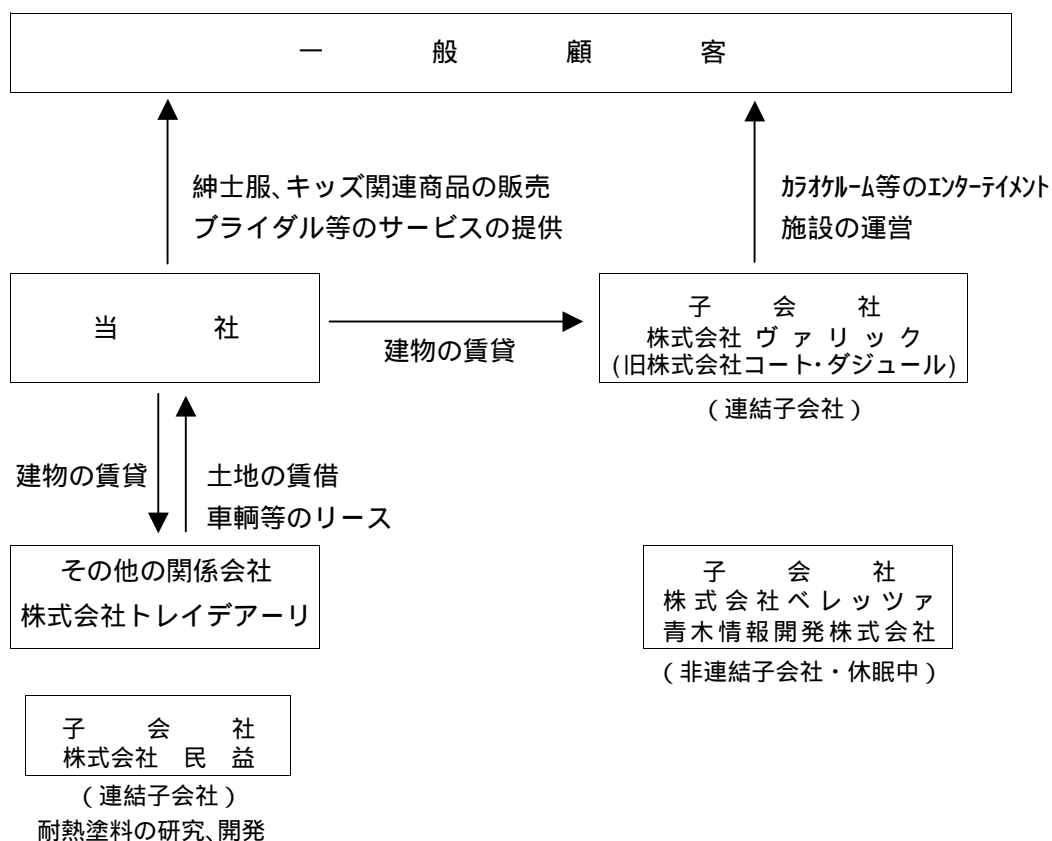 一般顧客
紳士服、キッズ関連商品の販売
ブライダル等のサービスの提供
ｶﾗｵｹﾙｰﾑ等のｴﾝﾀｰﾃｲﾒﾝﾄ
施設の運営
当社
建物の賃貸
子会社
株式会社 ヴァリック
(旧株式会社コート・ダジュール)
（連結子会社）
建物の賃貸
土地の賃借
車輌等のリース
その他の関係会社
株式会社トレイデアーリ
子会社
株式会社ベレッツァ
青木情報開発株式会社
（非連結子会社・休眠中）
子会社
株式会社 民益
（連結子会社）
耐熱塗料の研究、開発